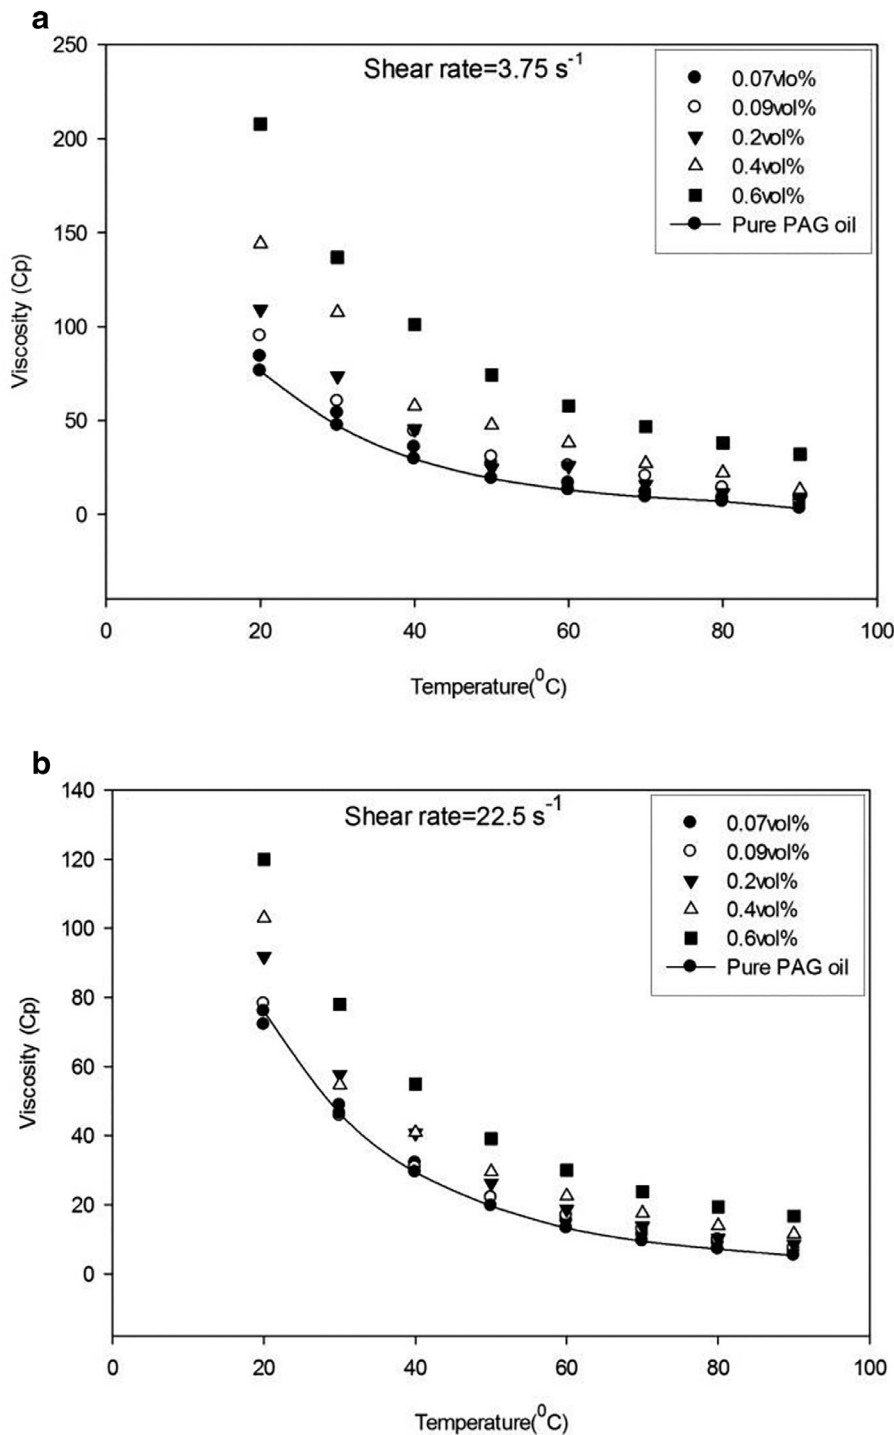 a
Shear rate=3.75 s⁻¹
0.07vlo%
0.09vol%
0.2vol%
0.4vol%
0.6vol%
Pure PAG oil
250
200
150
100
50
0
Viscosity (Cp)
0 20 40 60 80 100
Temperature(⁰C)
b
Shear rate=22.5 s⁻¹
0.07vol%
0.09vol%
0.2vol%
0.4vol%
0.6vol%
Pure PAG oil
140
120
100
80
60
40
20
0
Viscosity (Cp)
0 20 40 60 80 100
Temperature(⁰C)